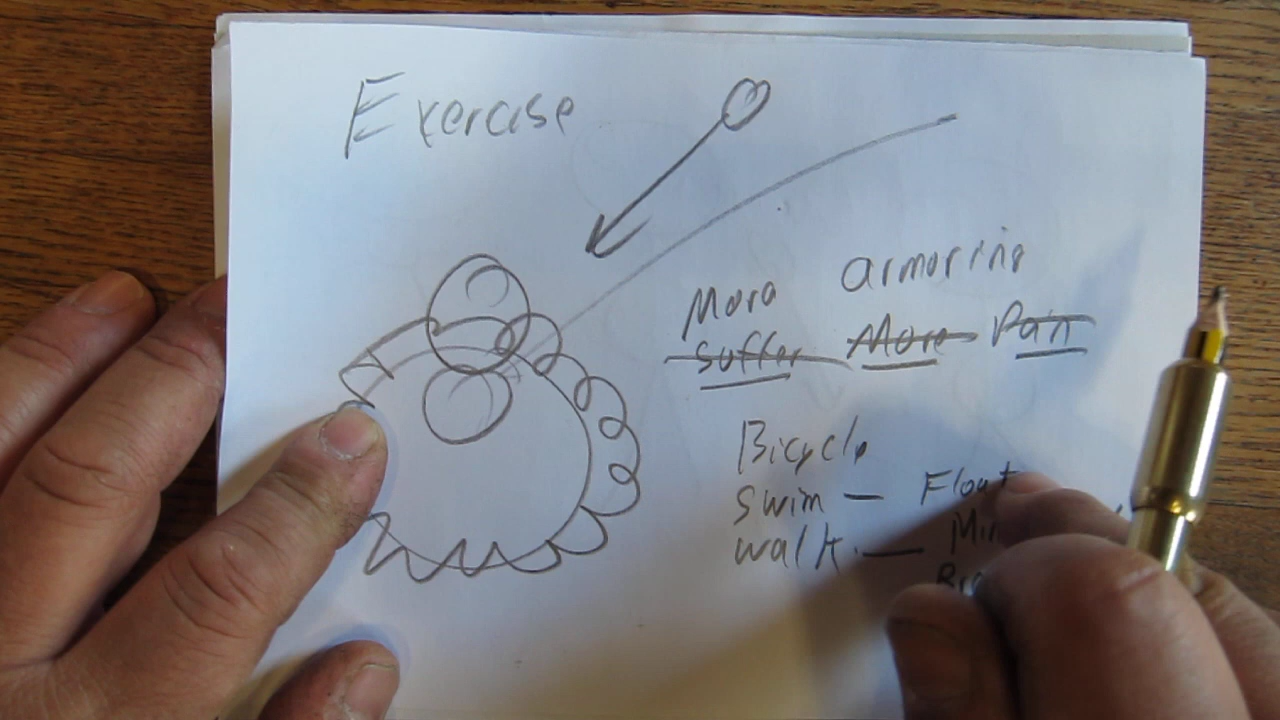 Exercise
More armoring
suffer More Pain
Bicycle
swim — Float
walk. —